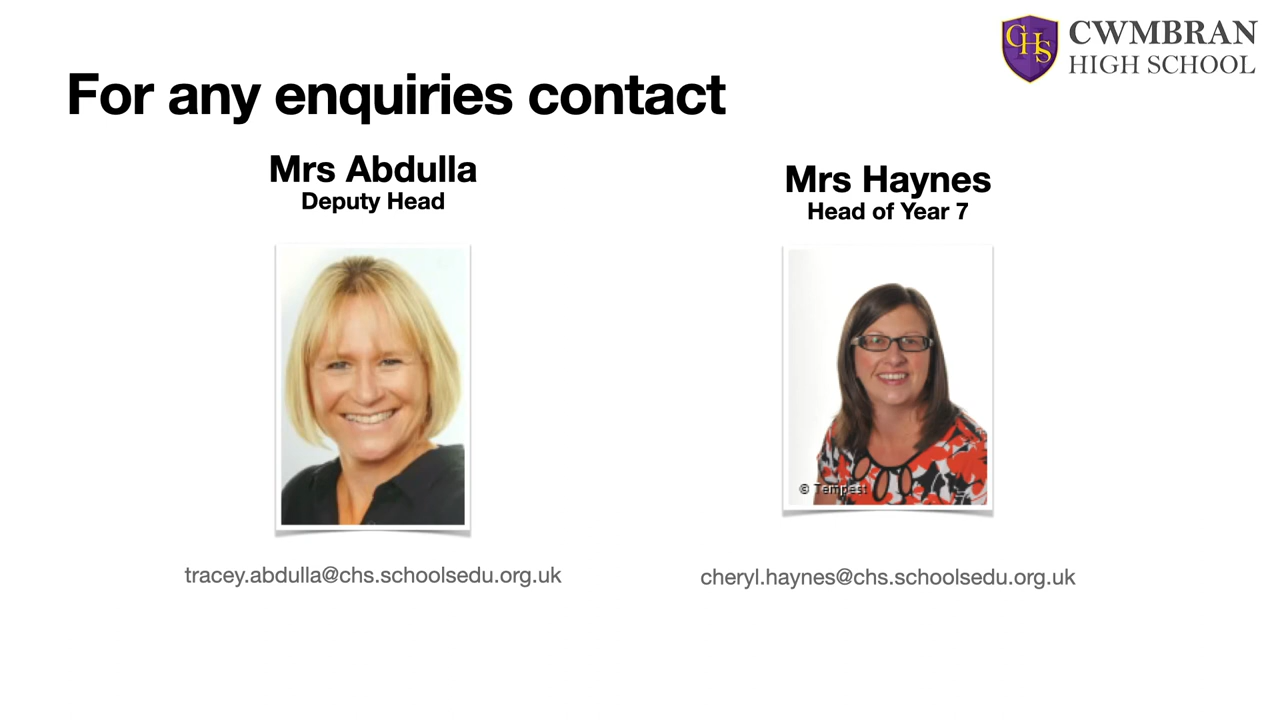 CHS
CWMBRAN
HIGH SCHOOL
For any enquiries contact
Mrs Abdulla
Deputy Head
tracey.abdulla@chs.schoolsedu.org.uk
Mrs Haynes
Head of Year 7
© Tempest
cheryl.haynes@chs.schoolsedu.org.uk